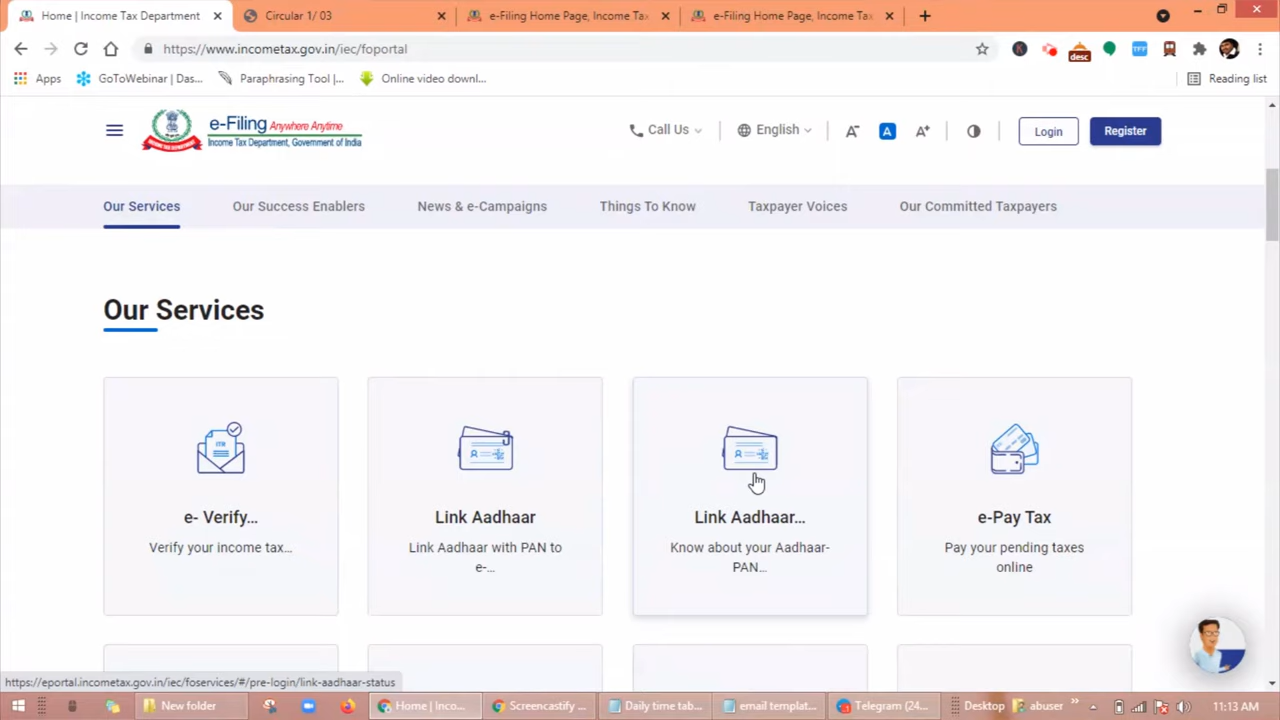 Home | Income Tax Department
Circular 1/ 03
e-Filing Home Page, Income Tax
e-Filing Home Page, Income Tax
https://www.incometax.gov.in/iec/foportal
desc
Apps
GoToWebinar | Das...
Paraphrasing Tool |...
Online video downl...
Reading list
e-Filing Anywhere Anytime
Income Tax Department, Government of India
Call Us
English
A-
A
A+
Login
Register
Our Services
Our Success Enablers
News & e-Campaigns
Things To Know
Taxpayer Voices
Our Committed Taxpayers
Our Services
ITR
e- Verify...
Verify your income tax...
Link Aadhaar
Link Aadhaar with PAN to
e-...
Link Aadhaar...
Know about your Aadhaar-
PAN...
e-Pay Tax
Pay your pending taxes
online
https://eportal.incometax.gov.in/iec/foservices/#/pre-login/link-aadhaar-status
New folder
Home | Inco...
Screencastify ...
Daily time tab...
email templat...
Telegram (24...
Desktop
abuser
11:13 AM